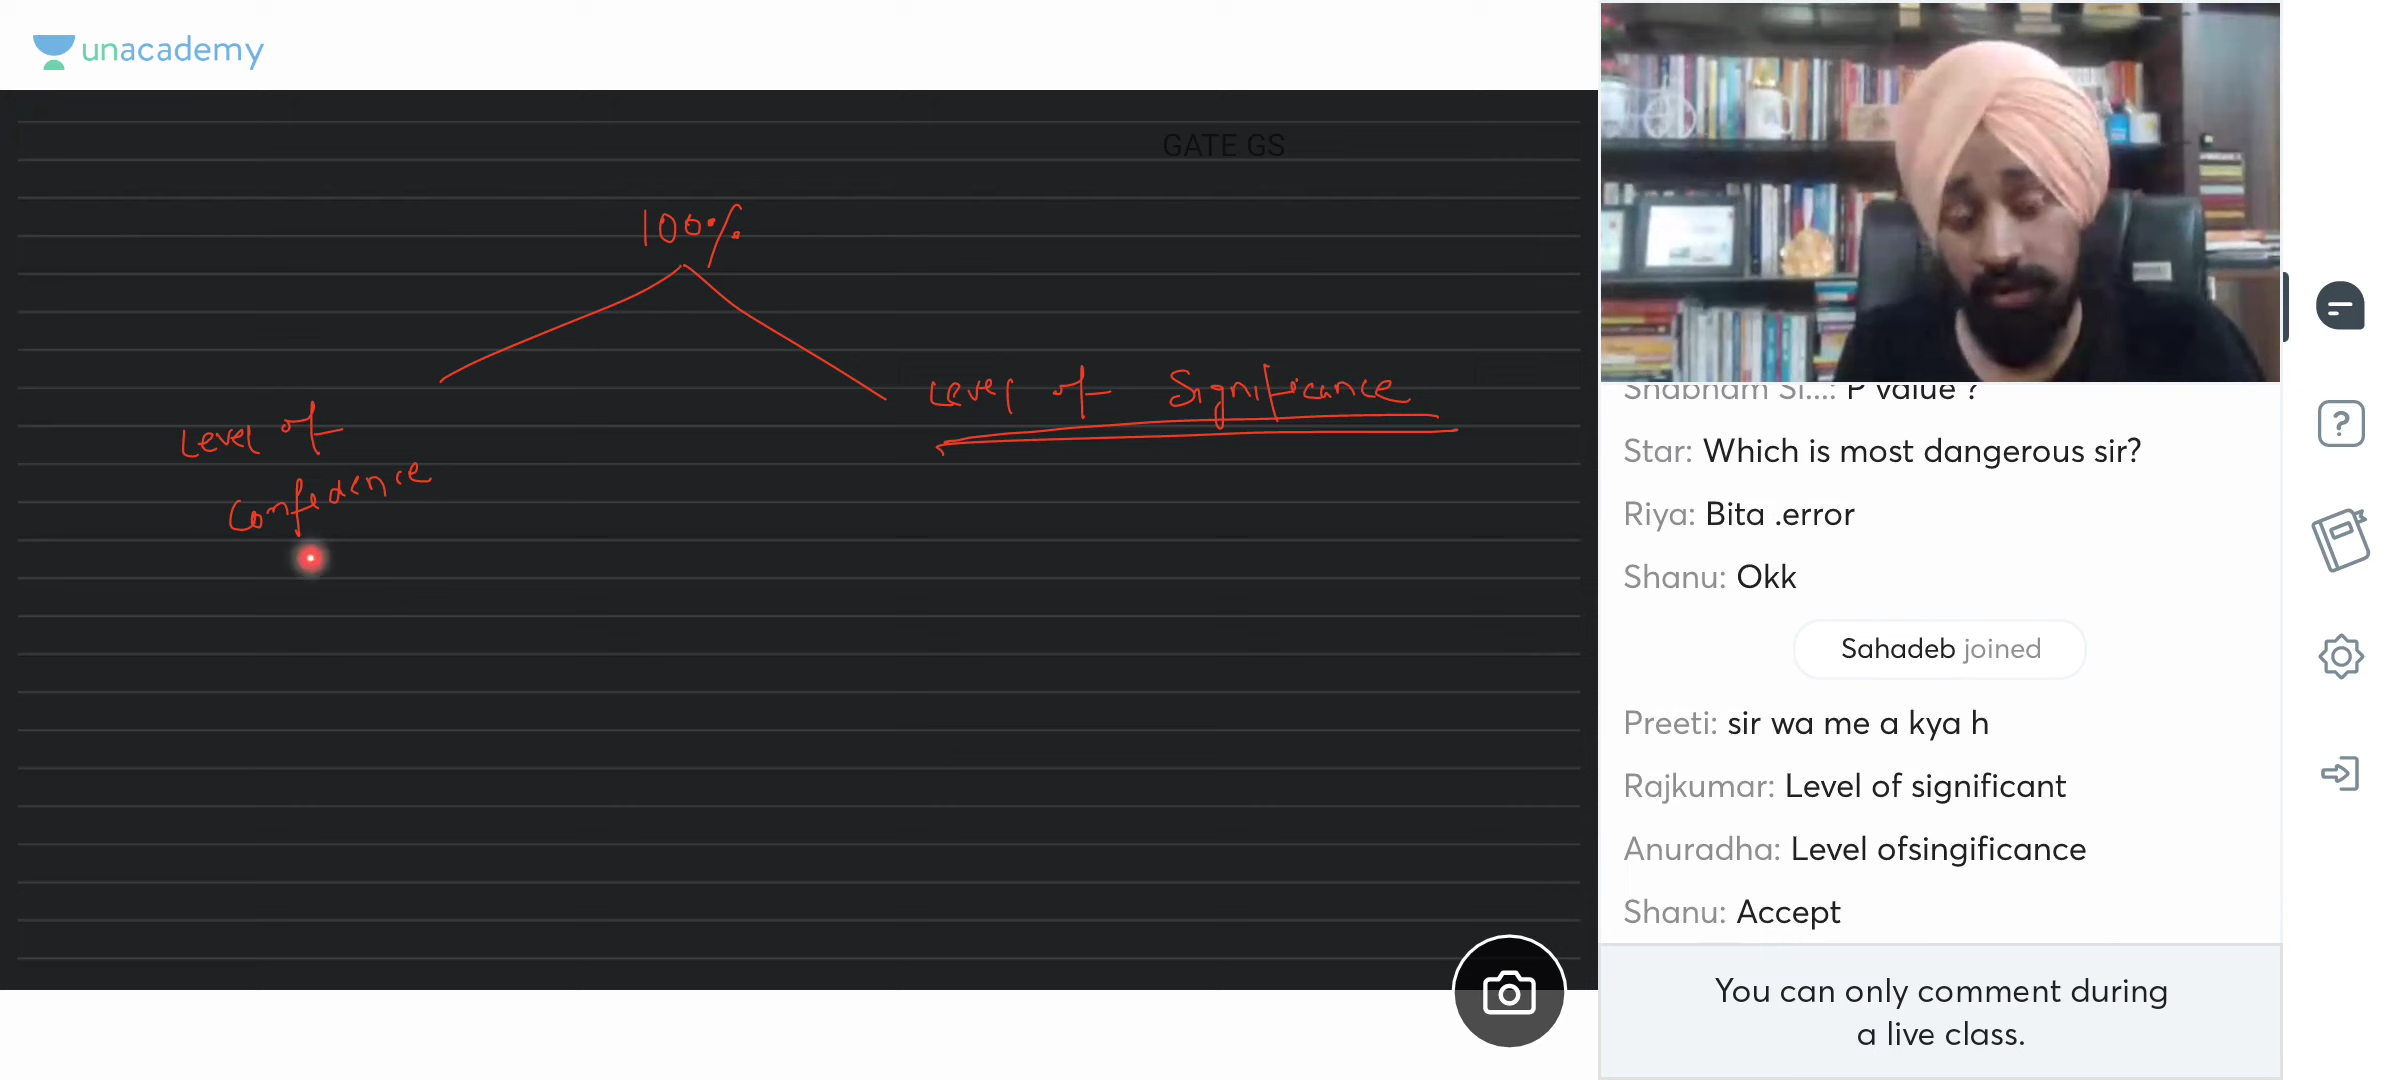 unacademy
GATE GS
100%
Level of Significance
Level of
Confidence
P value ?
Star: Which is most dangerous sir?
Riya: Bita .error
Shanu: Okk
Sahadeb joined
Preeti: sir wa me a kya h
Rajkumar: Level of significant
Anuradha: Level ofsingificance
Shanu: Accept
You can only comment during
a live class.